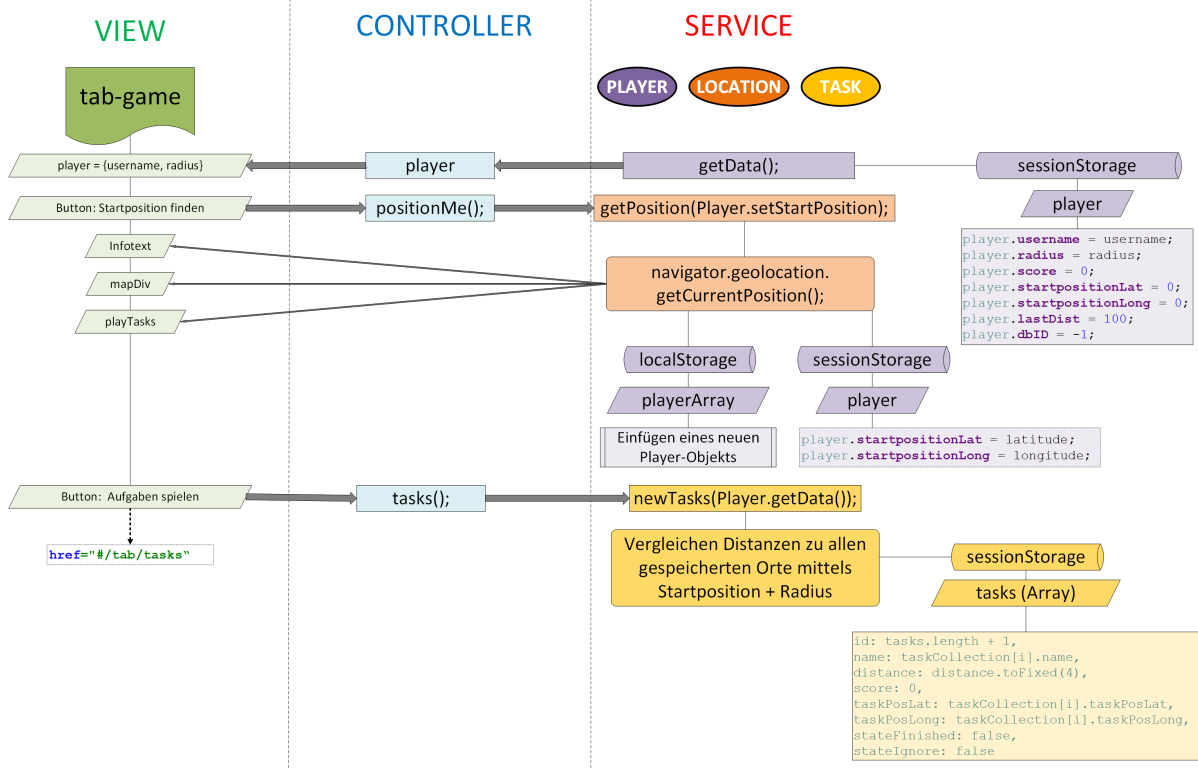 VIEW
CONTROLLER
SERVICE
tab-game
PLAYER
LOCATION
TASK
player = {username, radius}
player
getData();
sessionStorage
player
player.username = username;
player.radius = radius;
player.score = 0;
player.startpositionLat = 0;
player.startpositionLong = 0;
player.lastDist = 100;
player.dbID = -1;
Button: Startposition finden
positionMe();
getPosition(Player.setStartPosition);
Infotext
mapDiv
playTasks
navigator.geolocation.
getCurrentPosition();
localStorage
playerArray
Einfügen eines neuen
Player-Objekts
sessionStorage
player
player.startpositionLat = latitude;
player.startpositionLong = longitude;
Button: Aufgaben spielen
tasks();
newTasks(Player.getData());
href="#/tab/tasks“
Vergleichen Distanzen zu allen
gespeicherten Orte mittels
Startposition + Radius
sessionStorage
tasks (Array)
id: tasks.length + 1,
name: taskCollection[i].name,
distance: distance.toFixed(4),
score: 0,
taskPosLat: taskCollection[i].taskPosLat,
taskPosLong: taskCollection[i].taskPosLong,
stateFinished: false,
stateIgnore: false